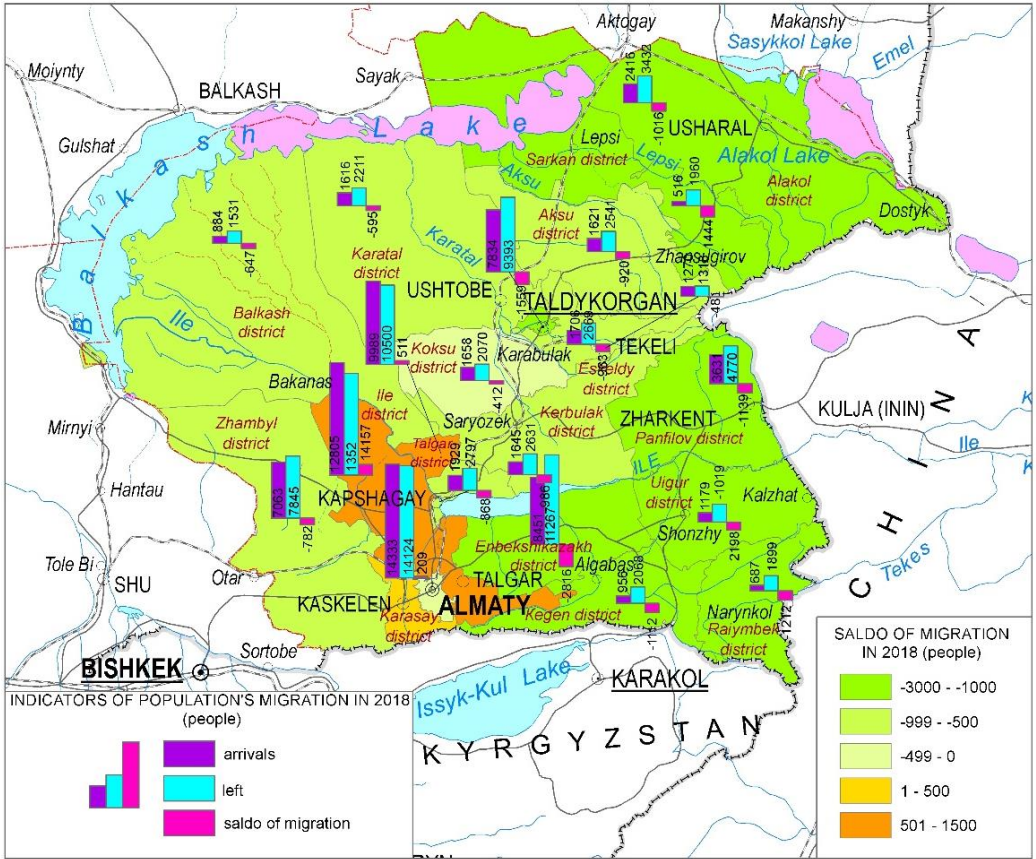 Aktogay
Makanshy
Sasykkol Lake
Emel
Moiynty
Sayak
BALKASH
Gulshat
Balkash Lake
2416
3432
-1016
USHARAL
Lepsi
Sarkan district
Lepsi
Alakol Lake
Alakol
district
Aksu
516
1960
-1444
Dostyk
1616
2211
-595
884
1531
-647
7834
9393
-1559
Aksu
district
1621
2541
-920
Zhansugirov
Karatal
Karatal
district
USHTOBE
TALDYKORGAN
-481
Ile
Balkash
district
9989
10500
511
Koksu
district
1658
2070
-412
Karabulak
1706
TEKELI
Eskeldy
district
3631
4770
-1139
Bakanas
Ile
district
12805
1352
14157
Zhambyl
district
Talgar
district
Saryozek
Kerbulak
district
ZHARKENT
Panfilov district
KULJA (ININ)
Ile
CHINA
Mirnyi
Hantau
7063
7845
-782
KAPSHAGAY
1929
2797
-868
1645
2631
-986
ILE
Uigur
district
Kalzhat
1179
-1019
2198
Shonzhy
14333
14124
209
8451
11267
-2816
Enbekshikazakh
district
Algabas
Tole Bi
SHU
Otar
TALGAR
KASKELEN
ALMATY
Karasay
district
Kegen district
956
2068
-1112
687
1899
-1212
Narynkol
Raiymbek
district
Tekes
BISHKEK
Sortobe
Issyk-Kul Lake
KARAKOL
KYRGYZSTAN
INDICATORS OF POPULATION'S MIGRATION IN 2018
(people)
arrivals
left
saldo of migration
SALDO OF MIGRATION
IN 2018 (people)
-3000 - -1000
-999 - -500
-499 - 0
1 - 500
501 - 1500